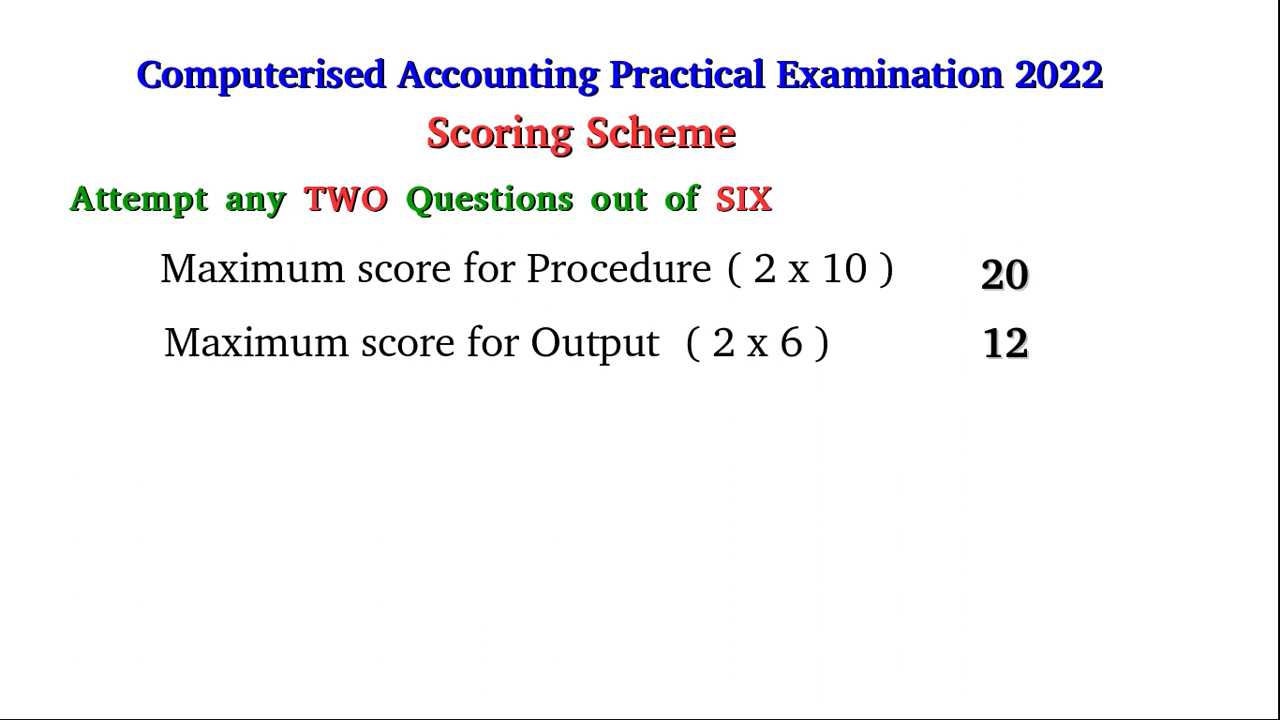 Computerised Accounting Practical Examination 2022
Scoring Scheme
Attempt any TWO Questions out of SIX
Maximum score for Procedure ( 2 x 10 ) 20
Maximum score for Output ( 2 x 6 ) 12